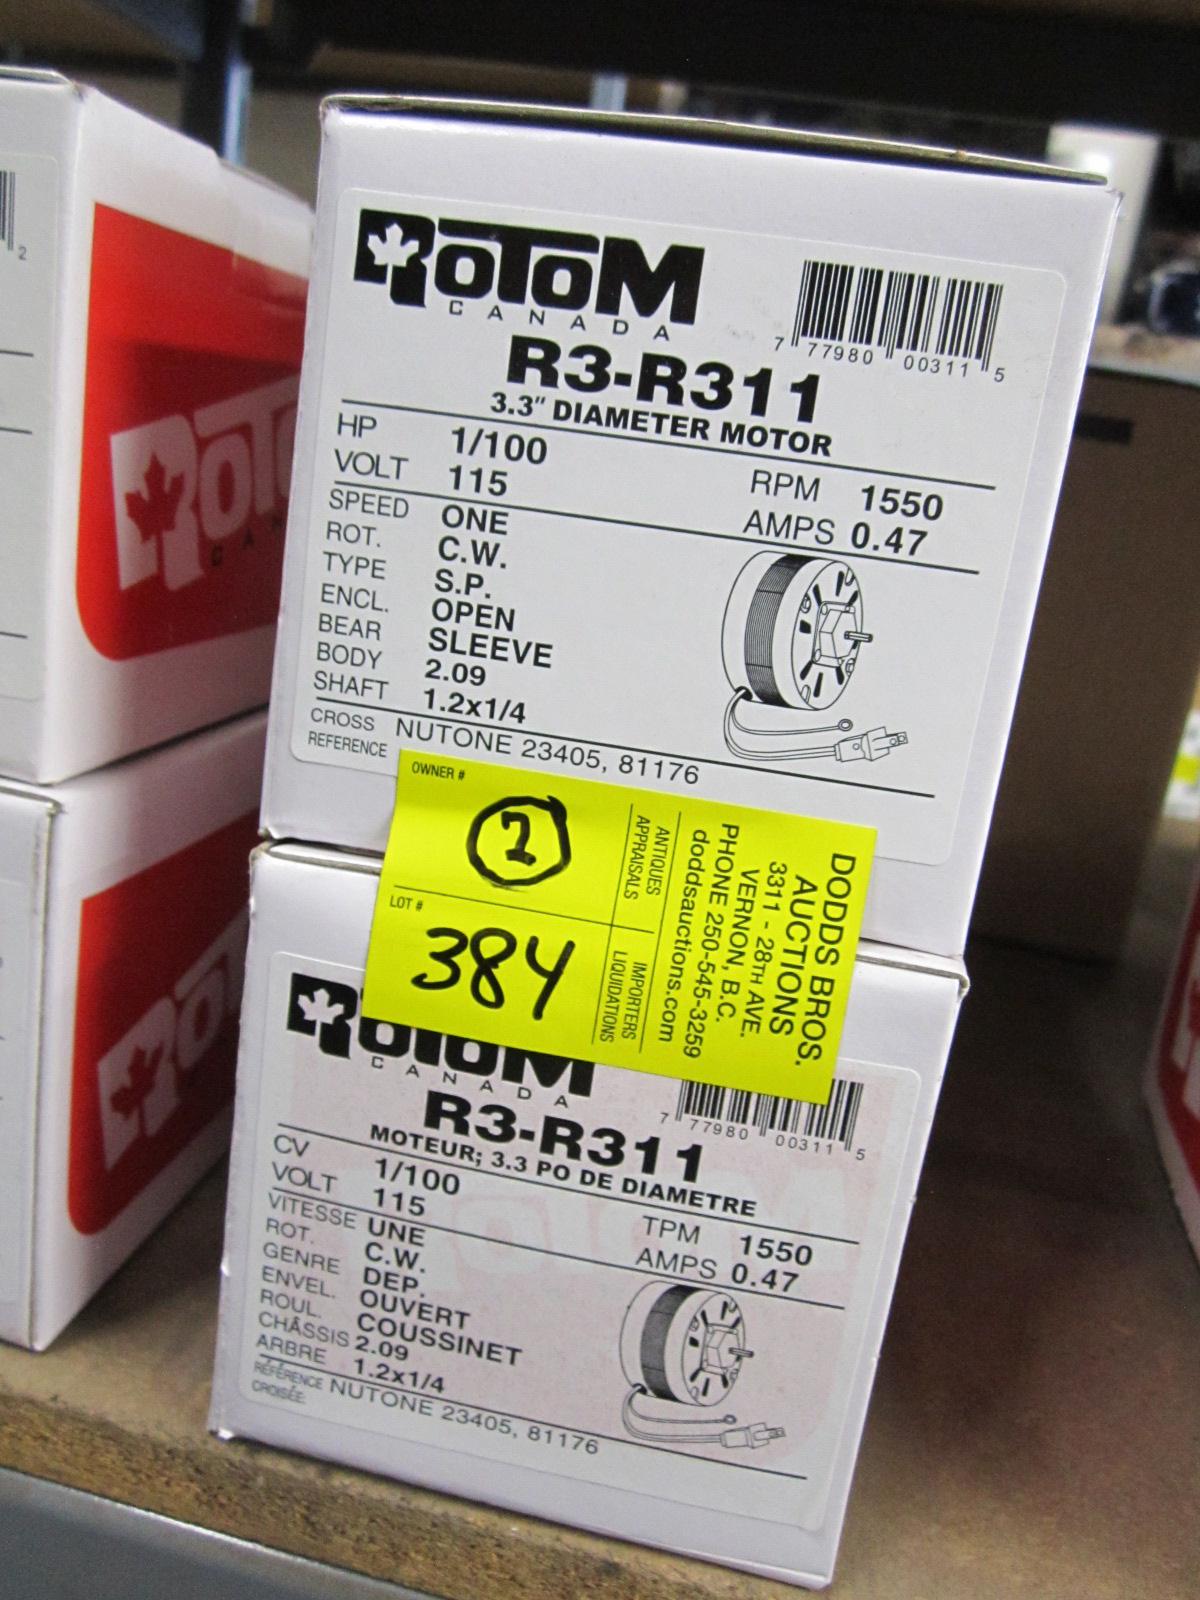 2
ROTOM
CANADA
7 77980 00311 5
R3-R311
3.3" DIAMETER MOTOR
HP 1/100
VOLT 115
RPM 1550
AMPS 0.47
SPEED ONE
ROT. C.W.
TYPE S.P.
ENCL. OPEN
BEAR SLEEVE
BODY 2.09
SHAFT 1.2x1/4
CROSS REFERENCE NUTONE 23405, 81176
OWNER #
2
LOT #
384
ANTIQUES
APPRAISALS
IMPORTERS
LIQUIDATIONS
DODDS BROS.
AUCTIONS
3311 - 28TH AVE.
VERNON, B.C.
PHONE 250-545-3259
doddsauctions.com
ROTOM
CANADA
7 77980 00311 5
R3-R311
MOTEUR; 3.3 PO DE DIAMETRE
CV 1/100
VOLT 115
TPM 1550
AMPS 0.47
VITESSE UNE
ROT. C.W.
GENRE DEP.
ENVEL. OUVERT
ROUL. COUSSINET
CHÂSSIS 2.09
ARBRE 1.2x1/4
RÉFÉRENCE CROISÉE: NUTONE 23405, 81176
ROTOM